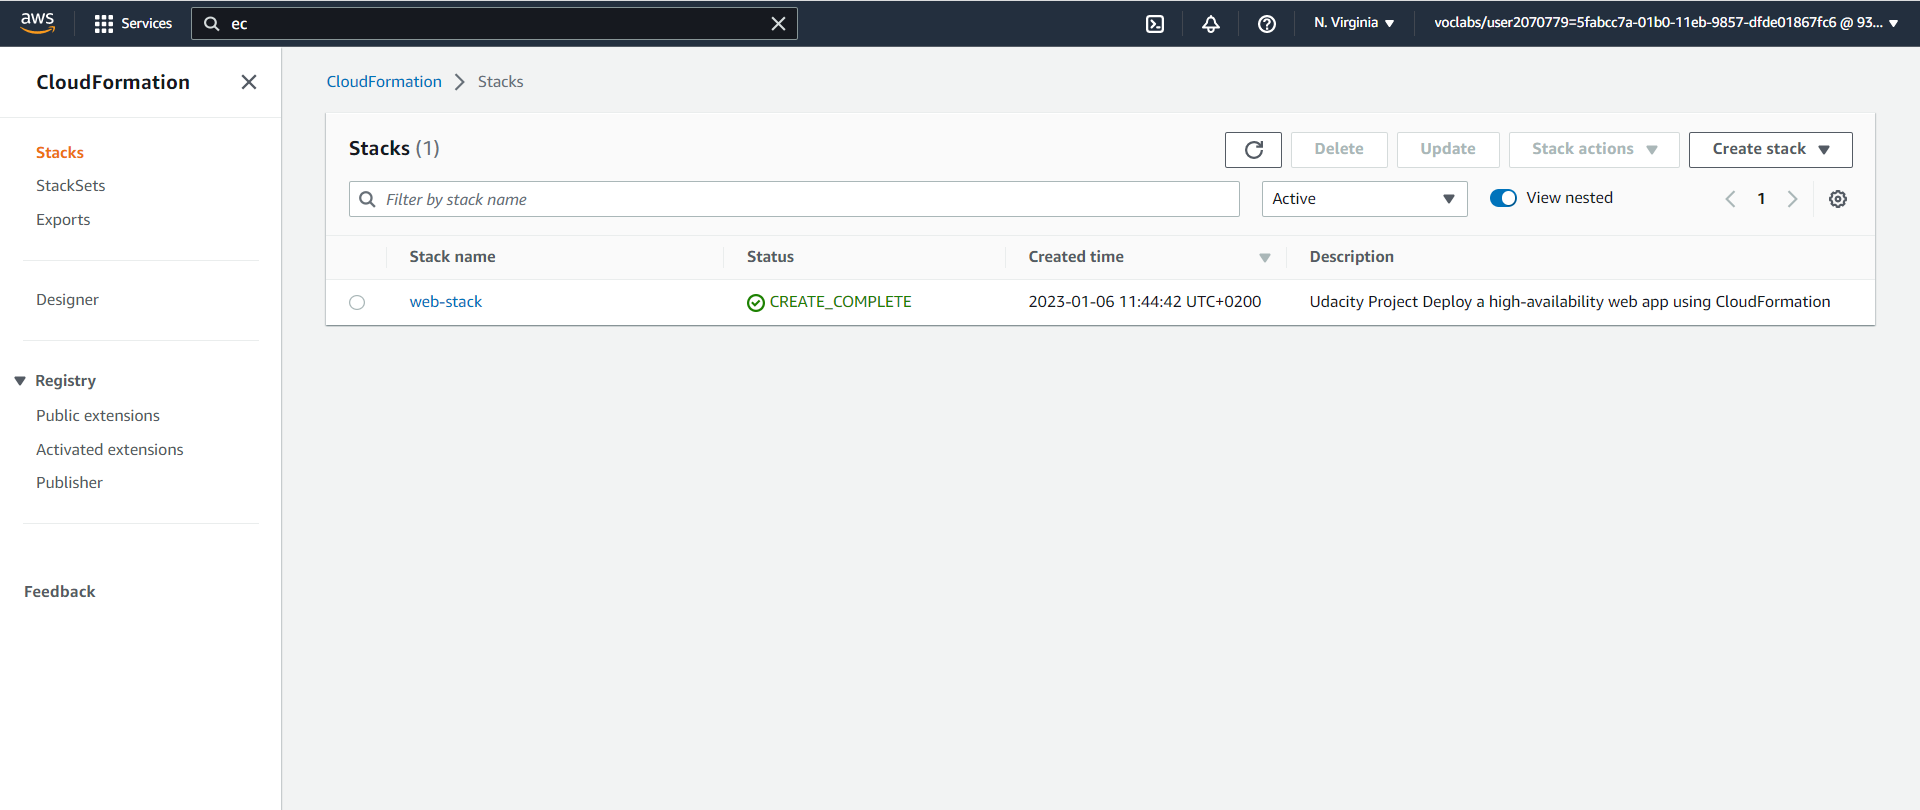 aws Services ec N. Virginia voclabs/user2070779=5fabcc7a-01b0-11eb-9857-dfde01867fc6 @ 93...
CloudFormation
Stacks
StackSets
Exports
Designer
Registry
Public extensions
Activated extensions
Publisher
Feedback
CloudFormation Stacks
Stacks (1) Delete Update Stack actions Create stack
Filter by stack name Active View nested 1
Stack name Status Created time Description
web-stack CREATE_COMPLETE 2023-01-06 11:44:42 UTC+0200 Udacity Project Deploy a high-availability web app using CloudFormation